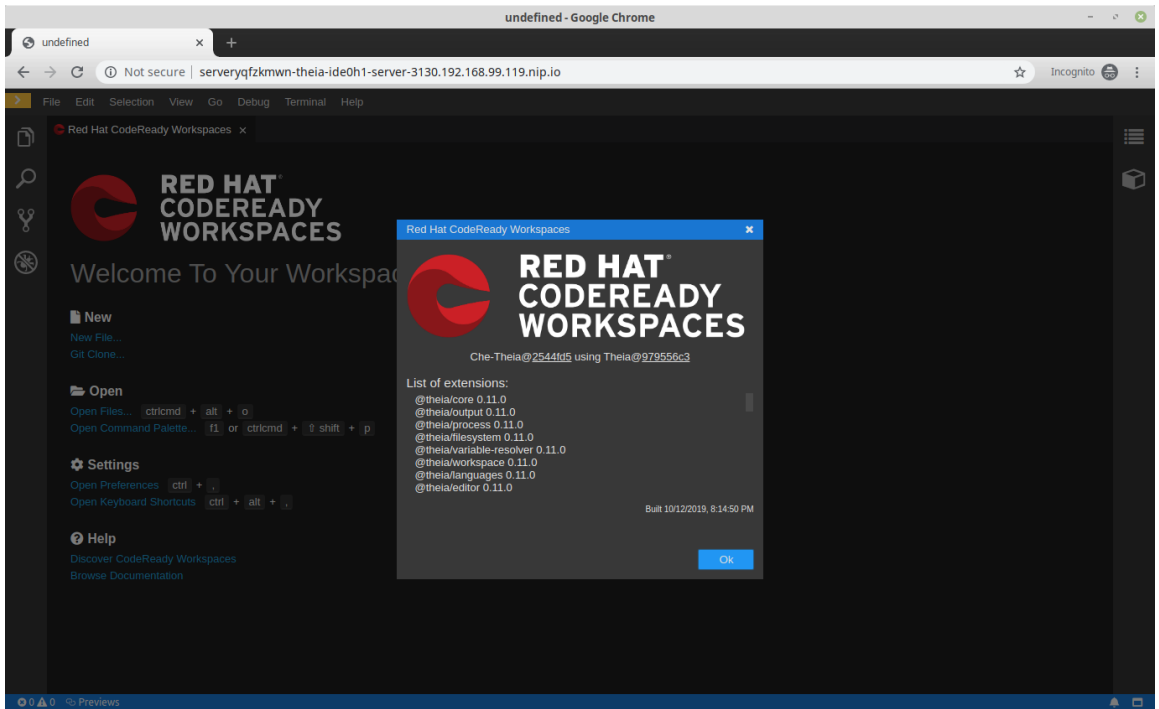 undefined - Google Chrome
undefined
Not secure | serveryqfzkmwn-theia-ide0h1-server-3130.192.168.99.119.nip.io
Incognito
File Edit Selection View Go Debug Terminal Help
Red Hat CodeReady Workspaces
RED HAT®
CODEREADY
WORKSPACES
Welcome To Your Workspac
New
New File...
Git Clone...
Open
Open Files... ctrlcmd + alt + o
Open Command Palette... f1 or ctrlcmd + ⇧ shift + p
Settings
Open Preferences ctrl + ,
Open Keyboard Shortcuts ctrl + alt + ,
Help
Discover CodeReady Workspaces
Browse Documentation
Red Hat CodeReady Workspaces
RED HAT®
CODEREADY
WORKSPACES
Che-Theia@2544fd5 using Theia@979556c3
List of extensions:
@theia/core 0.11.0
@theia/output 0.11.0
@theia/process 0.11.0
@theia/filesystem 0.11.0
@theia/variable-resolver 0.11.0
@theia/workspace 0.11.0
@theia/languages 0.11.0
@theia/editor 0.11.0
Built 10/12/2019, 8:14:50 PM
Ok
0 0 Previews